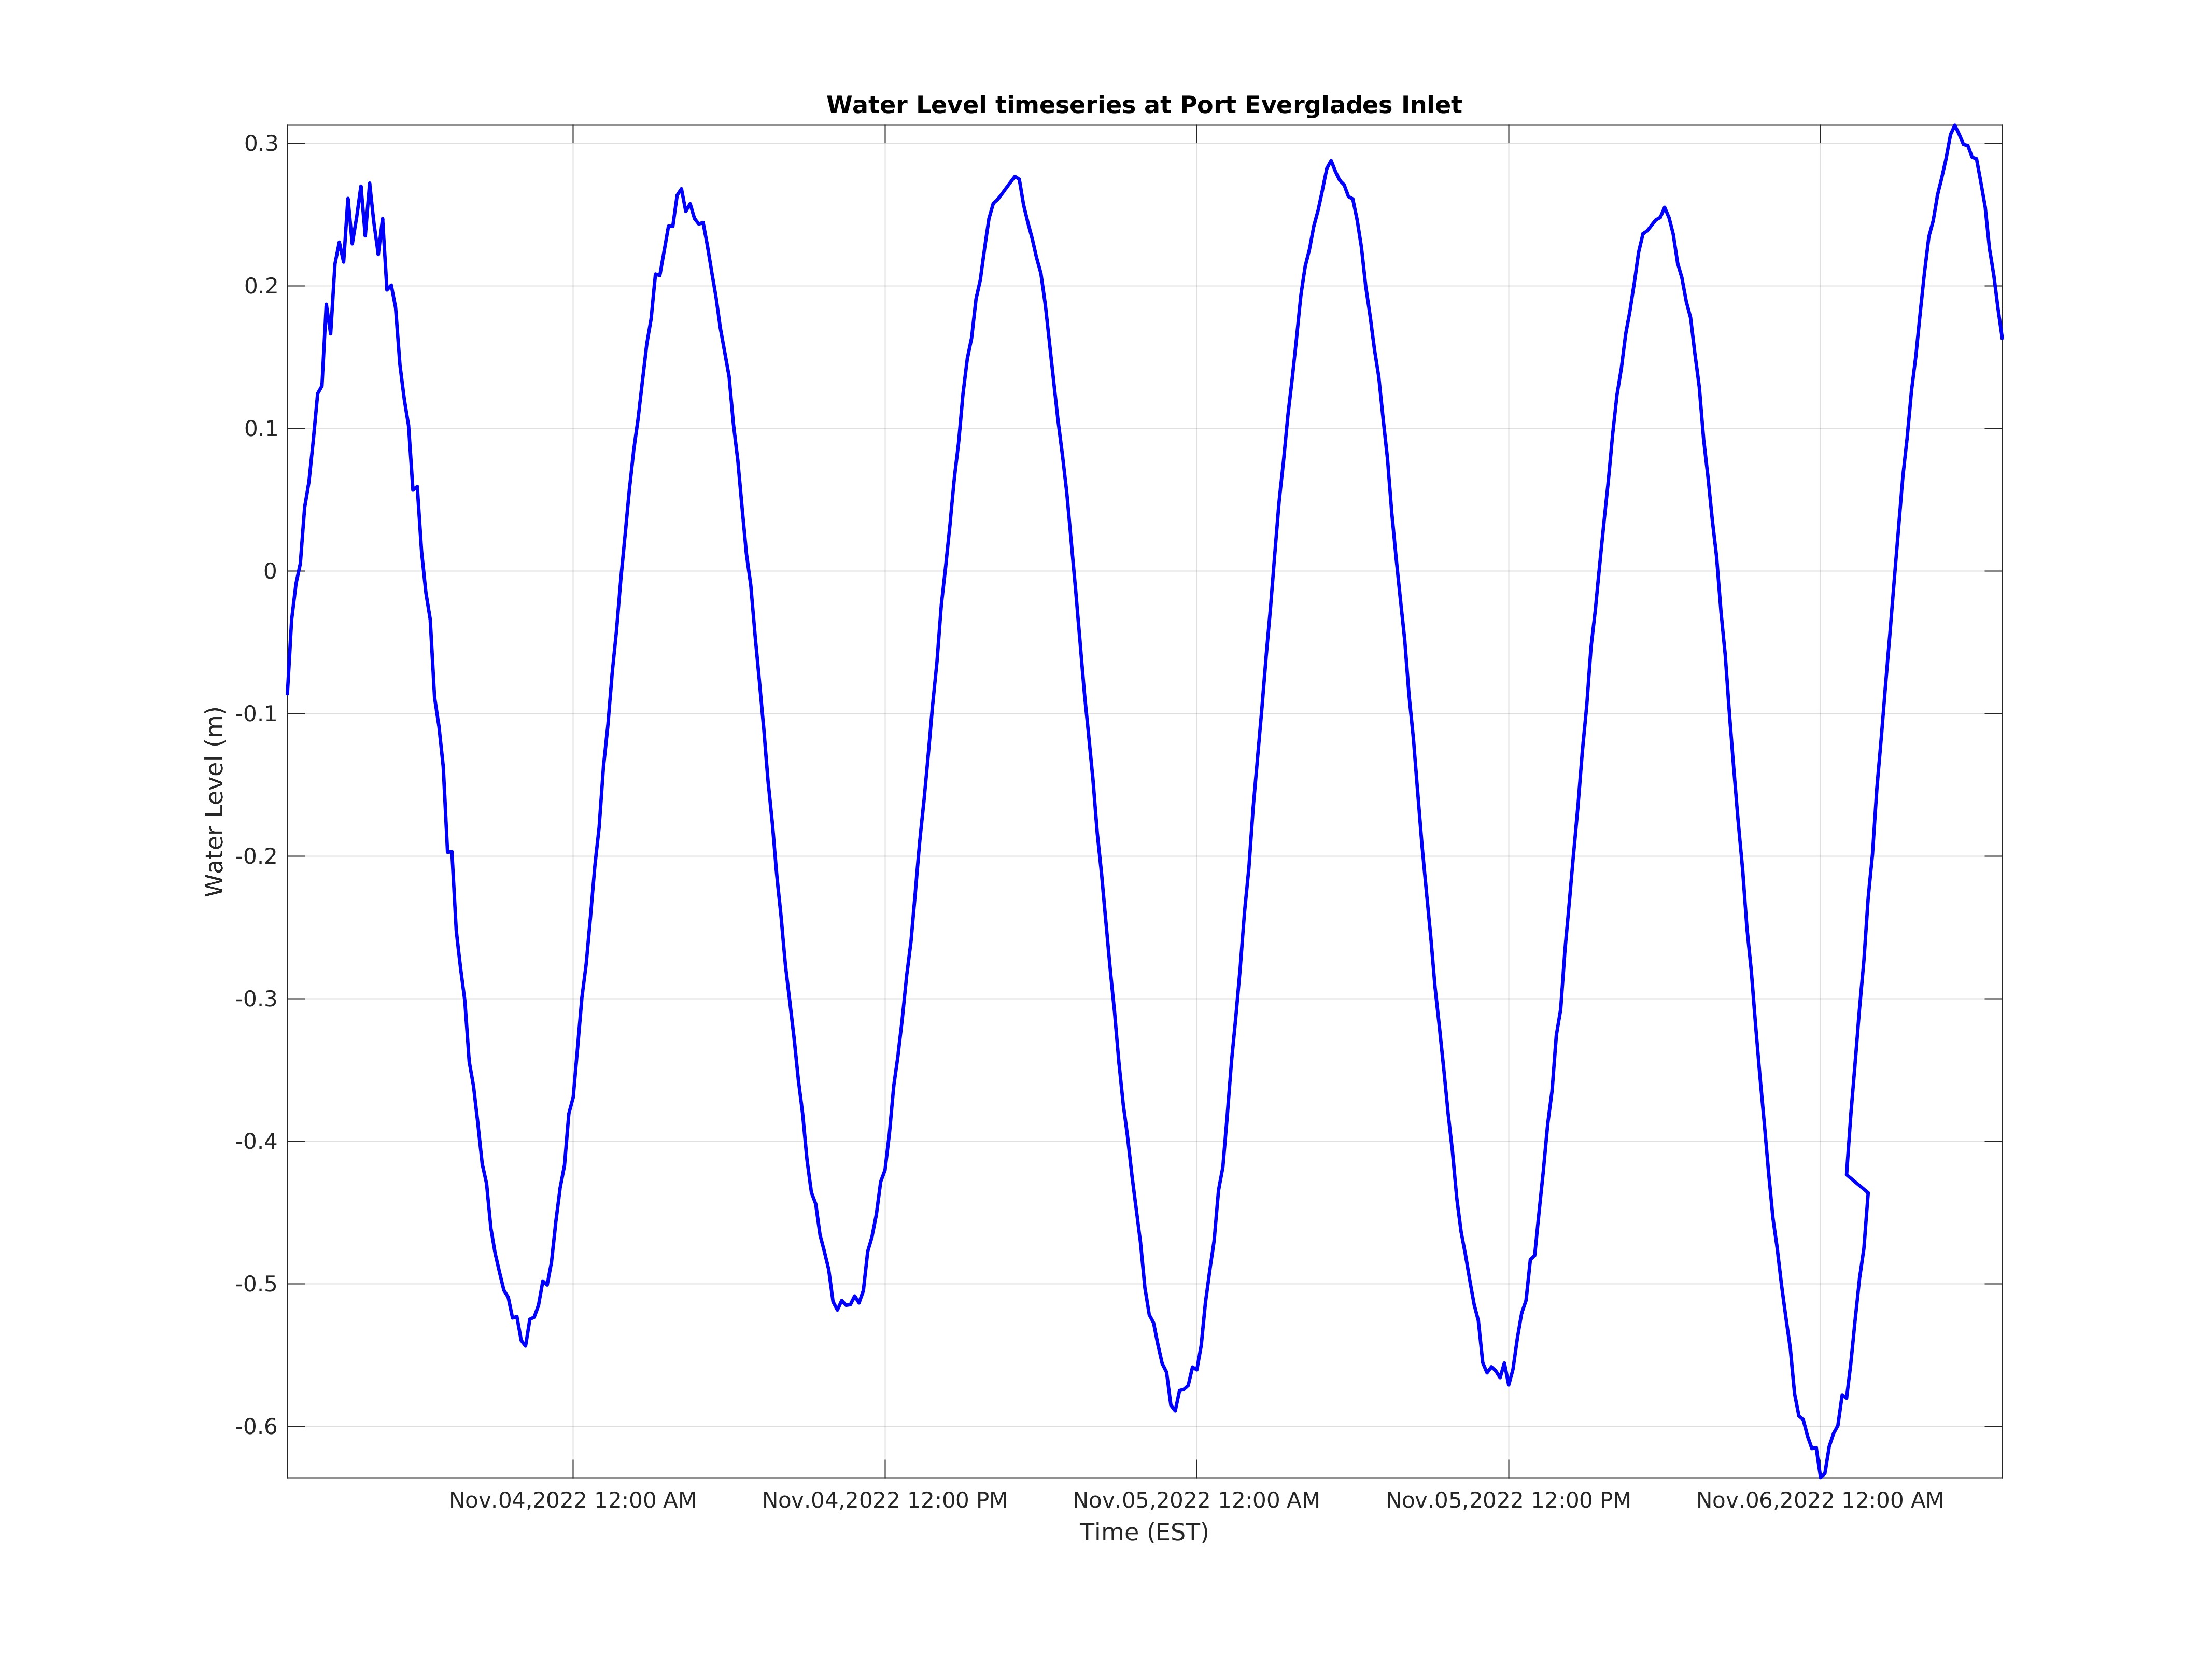 Water Level timeseries at Port Everglades Inlet
0.3
0.2
0.1
0
-0.1
-0.2
-0.3
-0.4
-0.5
-0.6
Water Level (m)
Nov.04,2022 12:00 AM
Nov.04,2022 12:00 PM
Nov.05,2022 12:00 AM
Nov.05,2022 12:00 PM
Nov.06,2022 12:00 AM
Time (EST)